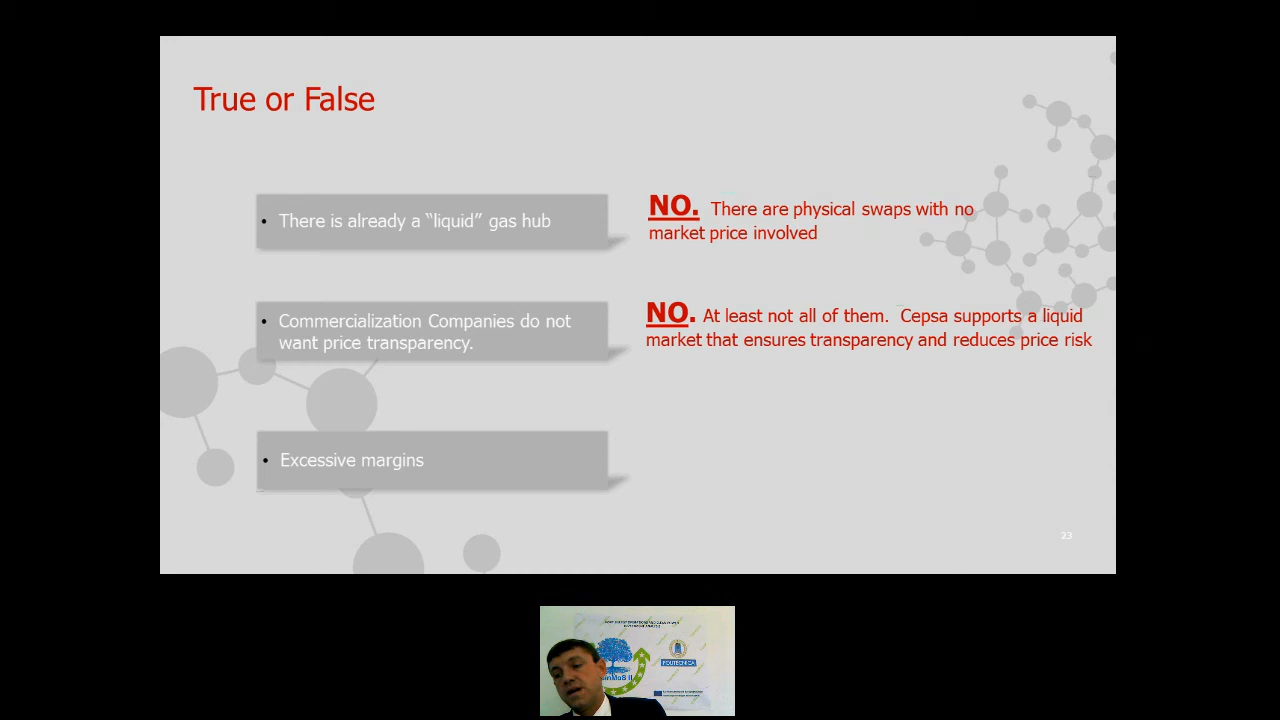 True or False
• There is already a “liquid” gas hub
NO. There are physical swaps with no
market price involved
• Commercialization Companies do not
want price transparency.
NO. At least not all of them. Cepsa supports a liquid
market that ensures transparency and reduces price risk
• Excessive margins
23
POLITÉCNICA